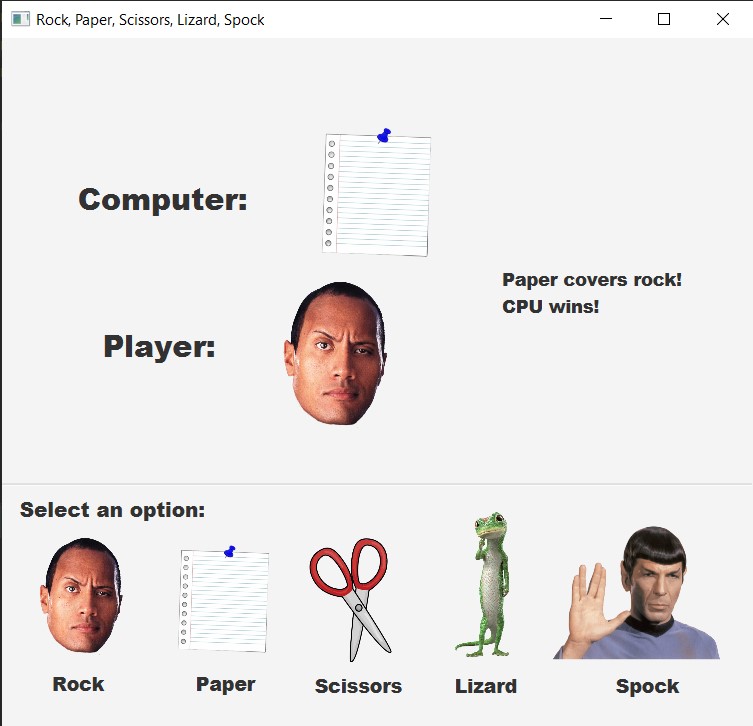 Rock, Paper, Scissors, Lizard, Spock
Computer:
Paper covers rock!
CPU wins!
Player:
Select an option:
Rock Paper Scissors Lizard Spock